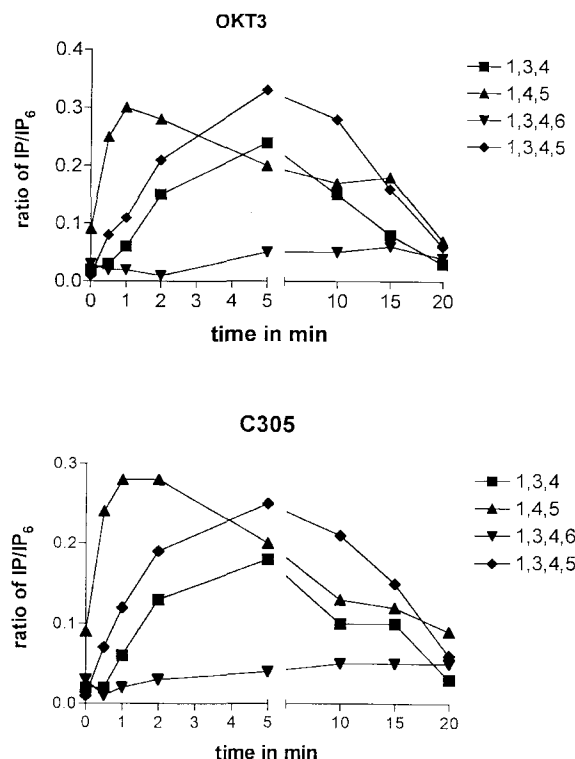 OKT3
0.4
0.3
0.2
0.1
0.0
ratio of IP/IP6
0 1 2 3 4 5 10 15 20
time in min
1,3,4
1,4,5
1,3,4,6
1,3,4,5
C305
0.3
0.2
0.1
0.0
ratio of IP/IP6
0 1 2 3 4 5 10 15 20
time in min
1,3,4
1,4,5
1,3,4,6
1,3,4,5